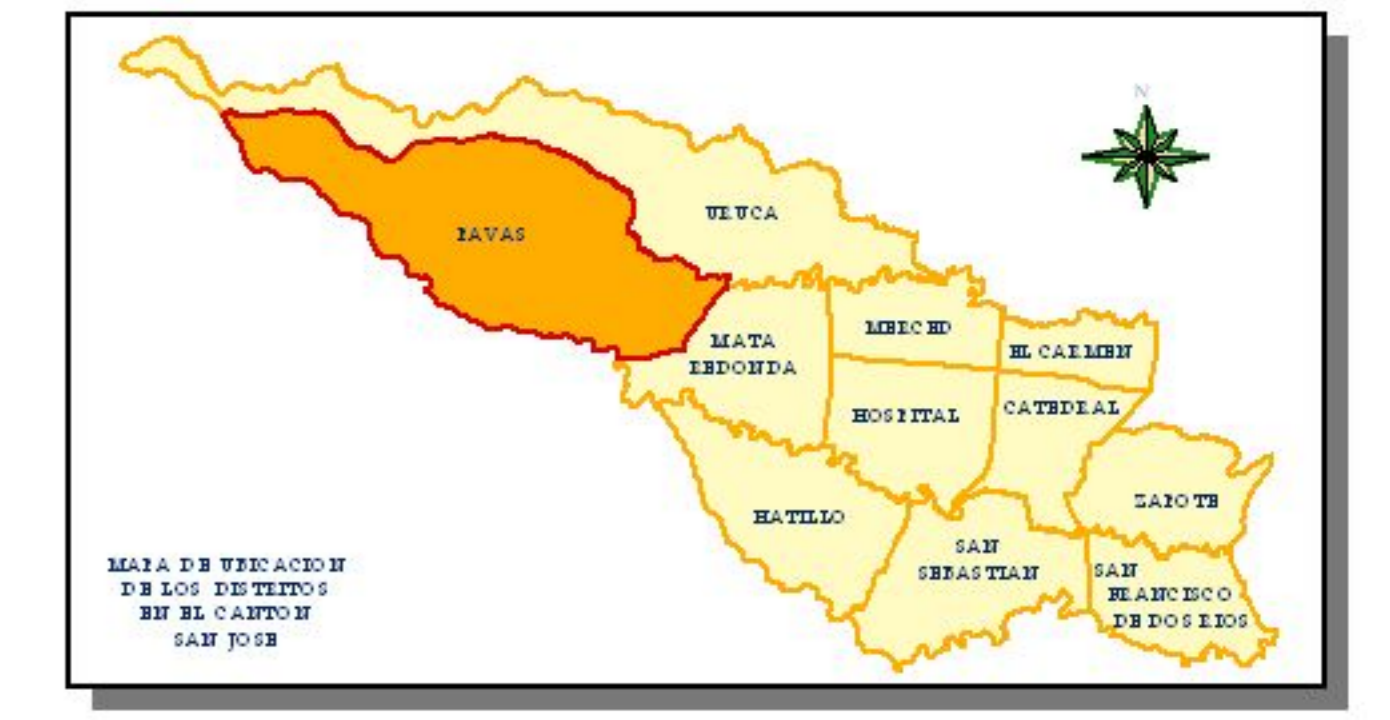 N
URUCA
PAVAS
MERCED
MATA
REDONDA
EL CARMEN
HOSPITAL
CATEDRAL
ZAPOTE
HATILLO
SAN
SEBASTIAN
SAN
FRANCISCO
DE DOS RIOS
MAPA DE UBICACION
DE LOS DISTRITOS
EN EL CANTON
SAN JOSE